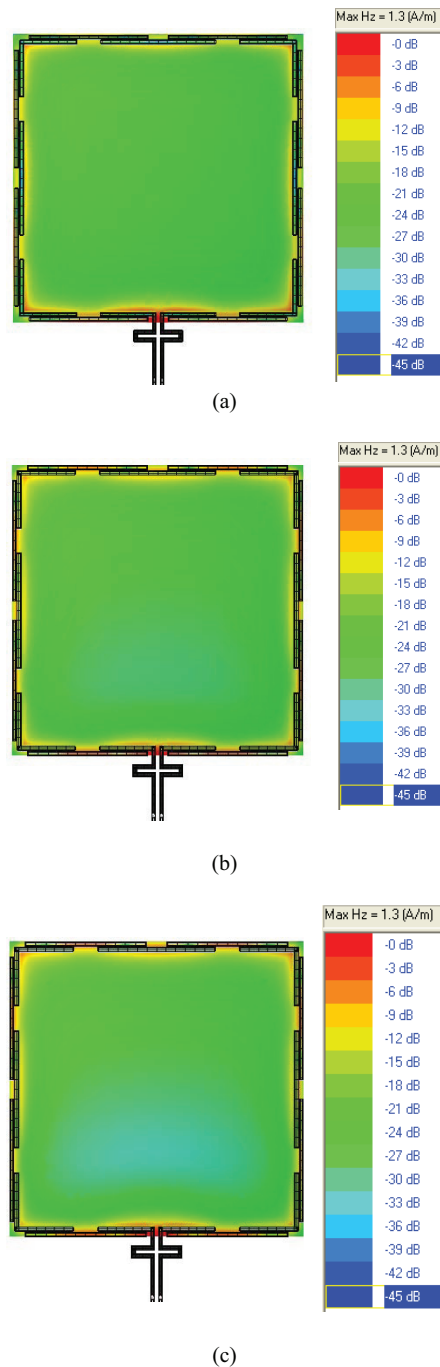 Max Hz = 1.3 (A/m)
-0 dB
-3 dB
-6 dB
-9 dB
-12 dB
-15 dB
-18 dB
-21 dB
-24 dB
-27 dB
-30 dB
-33 dB
-36 dB
-39 dB
-42 dB
-45 dB
(a)
Max Hz = 1.3 (A/m)
-0 dB
-3 dB
-6 dB
-9 dB
-12 dB
-15 dB
-18 dB
-21 dB
-24 dB
-27 dB
-30 dB
-33 dB
-36 dB
-39 dB
-42 dB
-45 dB
(b)
Max Hz = 1.3 (A/m)
-0 dB
-3 dB
-6 dB
-9 dB
-12 dB
-15 dB
-18 dB
-21 dB
-24 dB
-27 dB
-30 dB
-33 dB
-36 dB
-39 dB
-42 dB
-45 dB
(c)